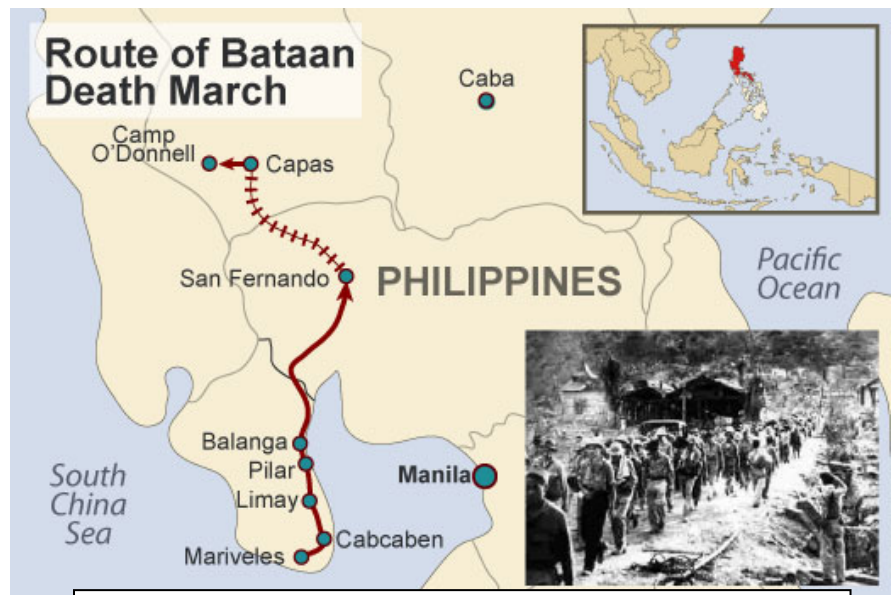 Route of Bataan
Death March
Caba
Camp
O'Donnell
Capas
San Fernando
PHILIPPINES
Pacific
Ocean
Balanga
Pilar
Limay
Manila
South
China
Sea
Cabcaben
Mariveles